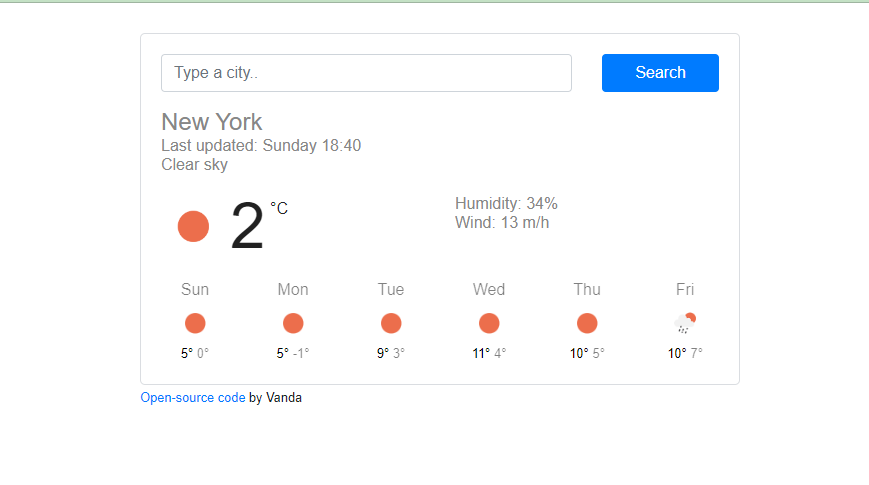 Type a city..
Search
New York
Last updated: Sunday 18:40
Clear sky
2 °C
Humidity: 34%
Wind: 13 m/h
Sun Mon Tue Wed Thu Fri
5° 0° 5° -1° 9° 3° 11° 4° 10° 5° 10° 7°
Open-source code by Vanda